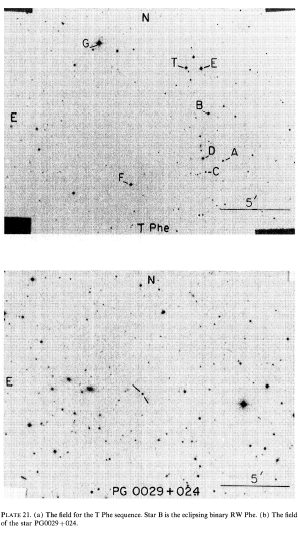 N
G
T
E
B
E
D
A
C
F
5′
T Phe
N
E
5′
PG 0029+024
PLATE 21. (a) The field for the T Phe sequence. Star B is the eclipsing binary RW Phe. (b) The field
of the star PG0029+024.